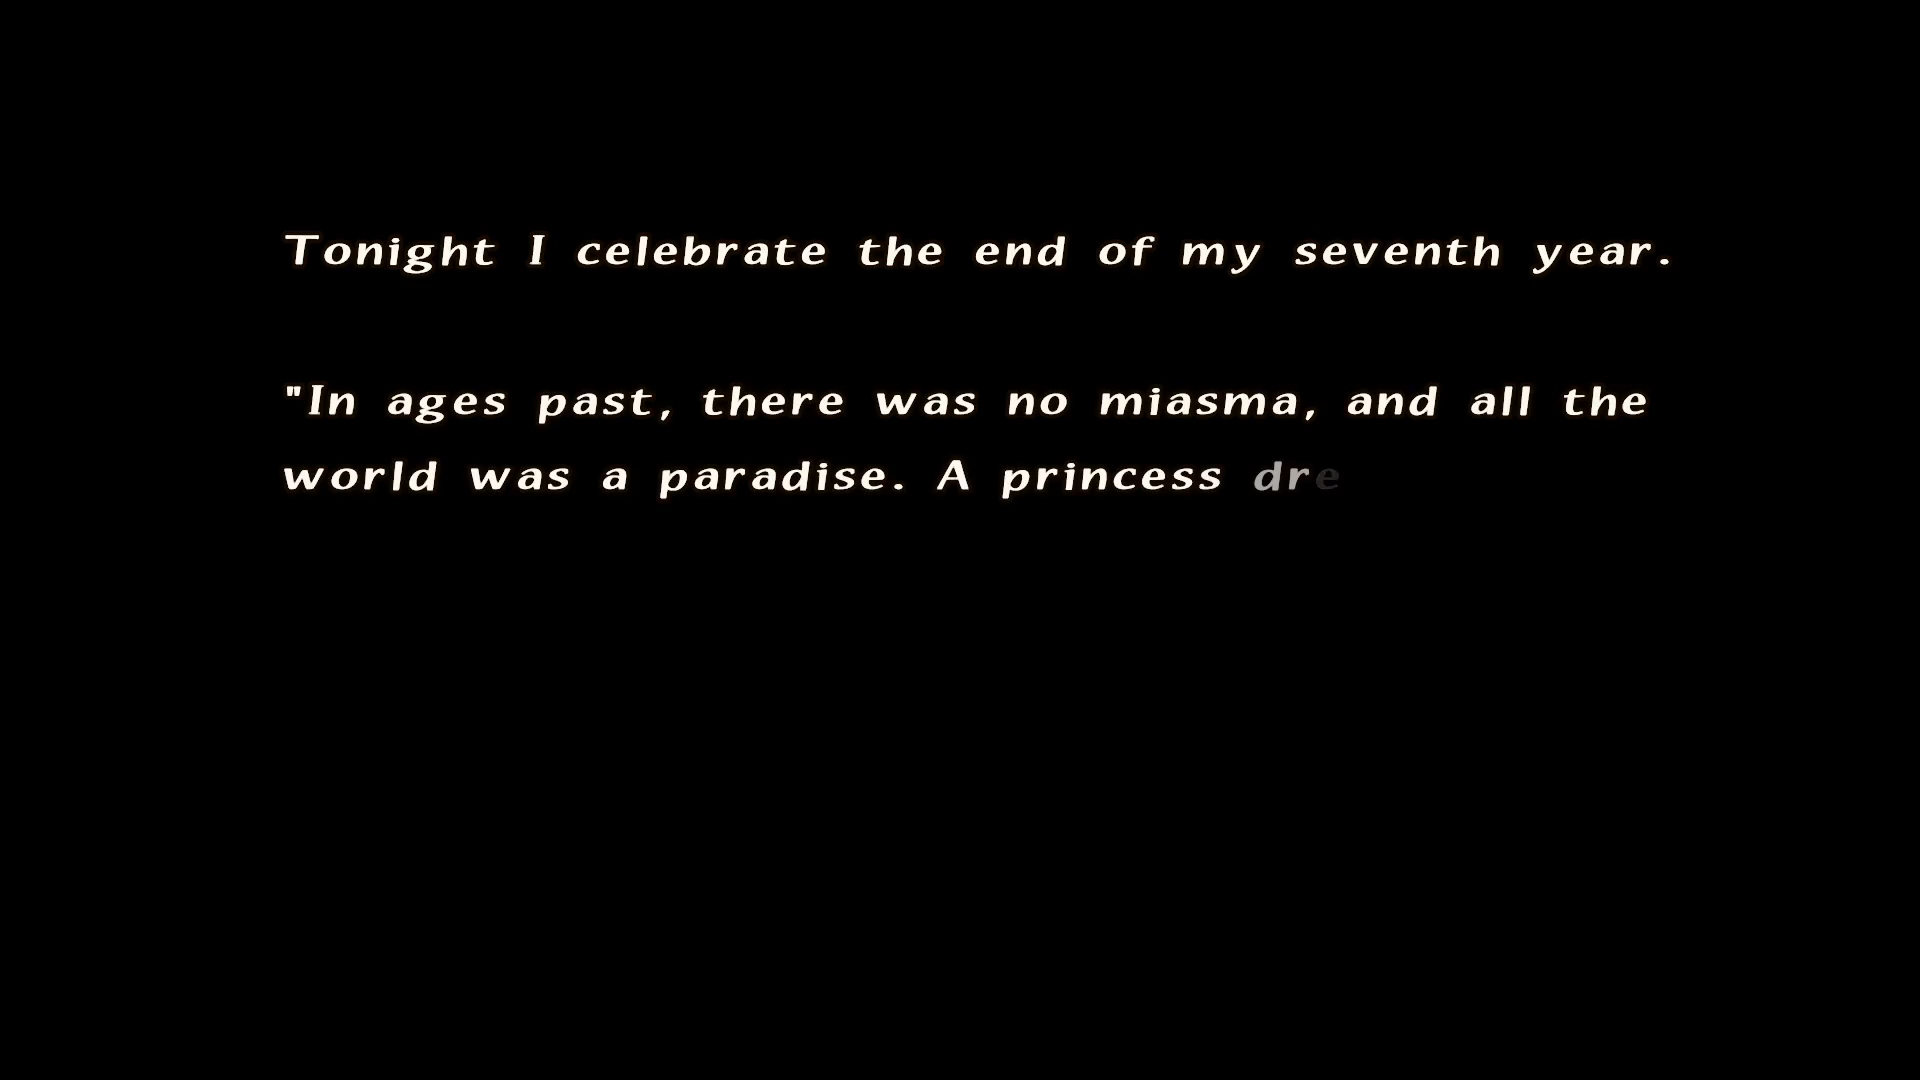 Tonight I celebrate the end of my seventh year.
"In ages past, there was no miasma, and all the
world was a paradise. A princess dre